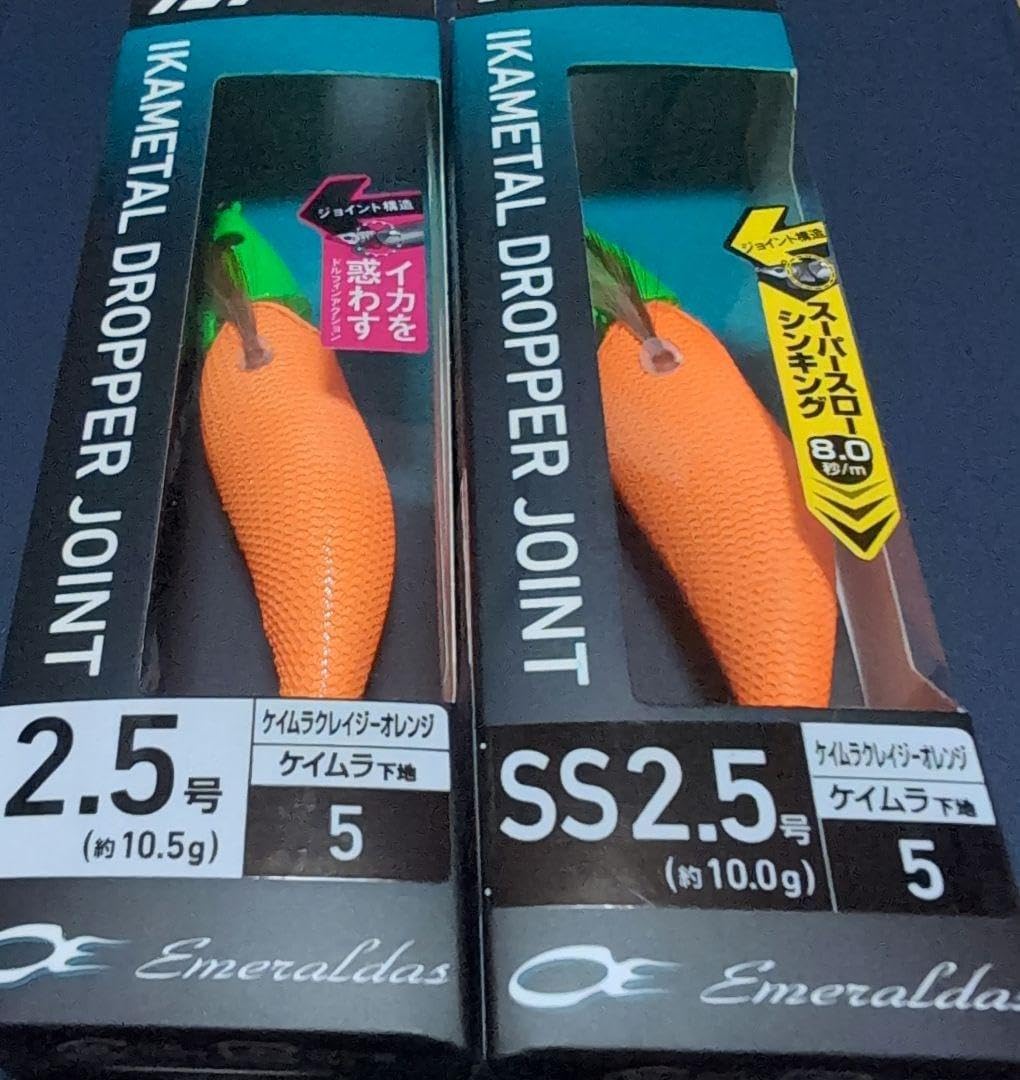 IKAMETAL DROPPER JOINT
ジョイント構造
イカを
惑わす
ドルフィンアクション
2.5号
(約10.5g)
ケイムラクレイジーオレンジ
ケイムラ下地
5
Emeraldas
IKAMETAL DROPPER JOINT
ジョイント構造
スーパースロー
シンキング
8.0
秒/m
SS2.5号
(約10.0g)
ケイムラクレイジーオレンジ
ケイムラ下地
5
Emeraldas